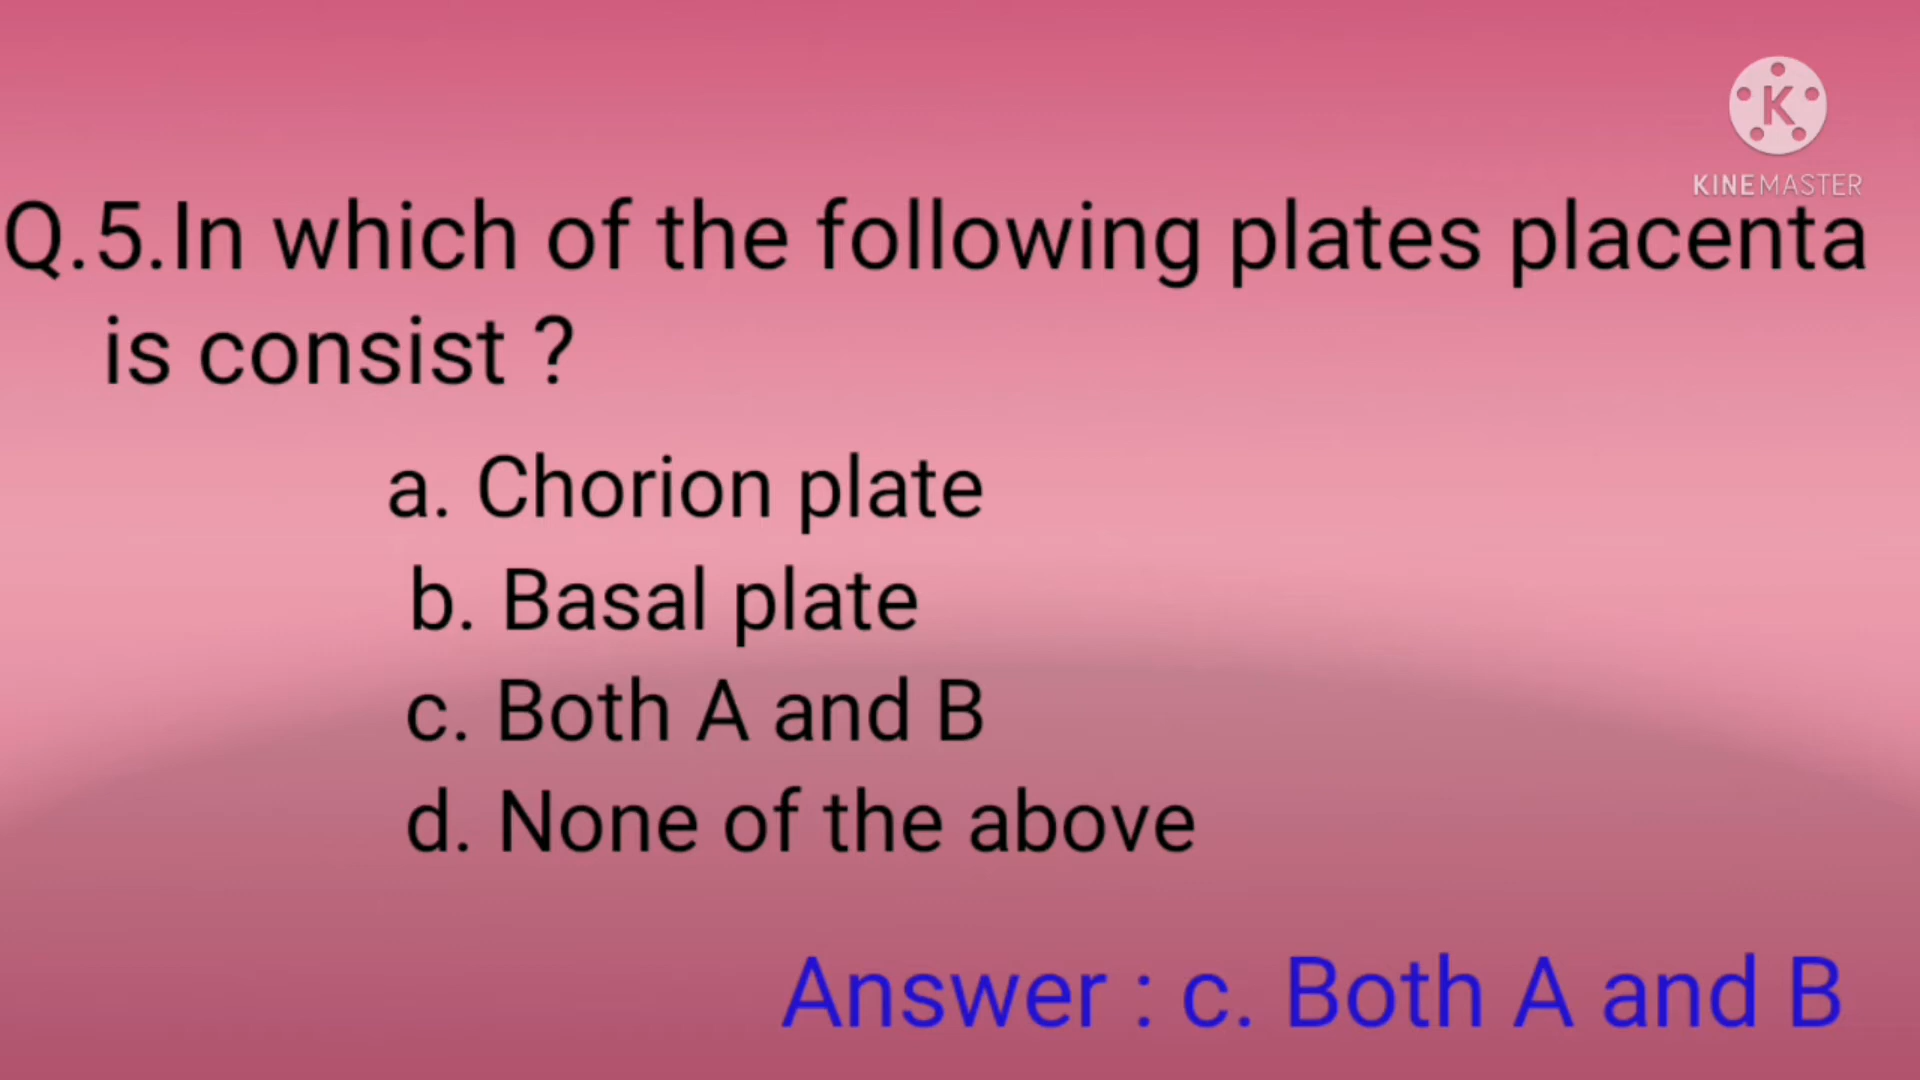 K
KINEMASTER
Q.5.In which of the following plates placenta
is consist ?
a. Chorion plate
b. Basal plate
c. Both A and B
d. None of the above
Answer : c. Both A and B